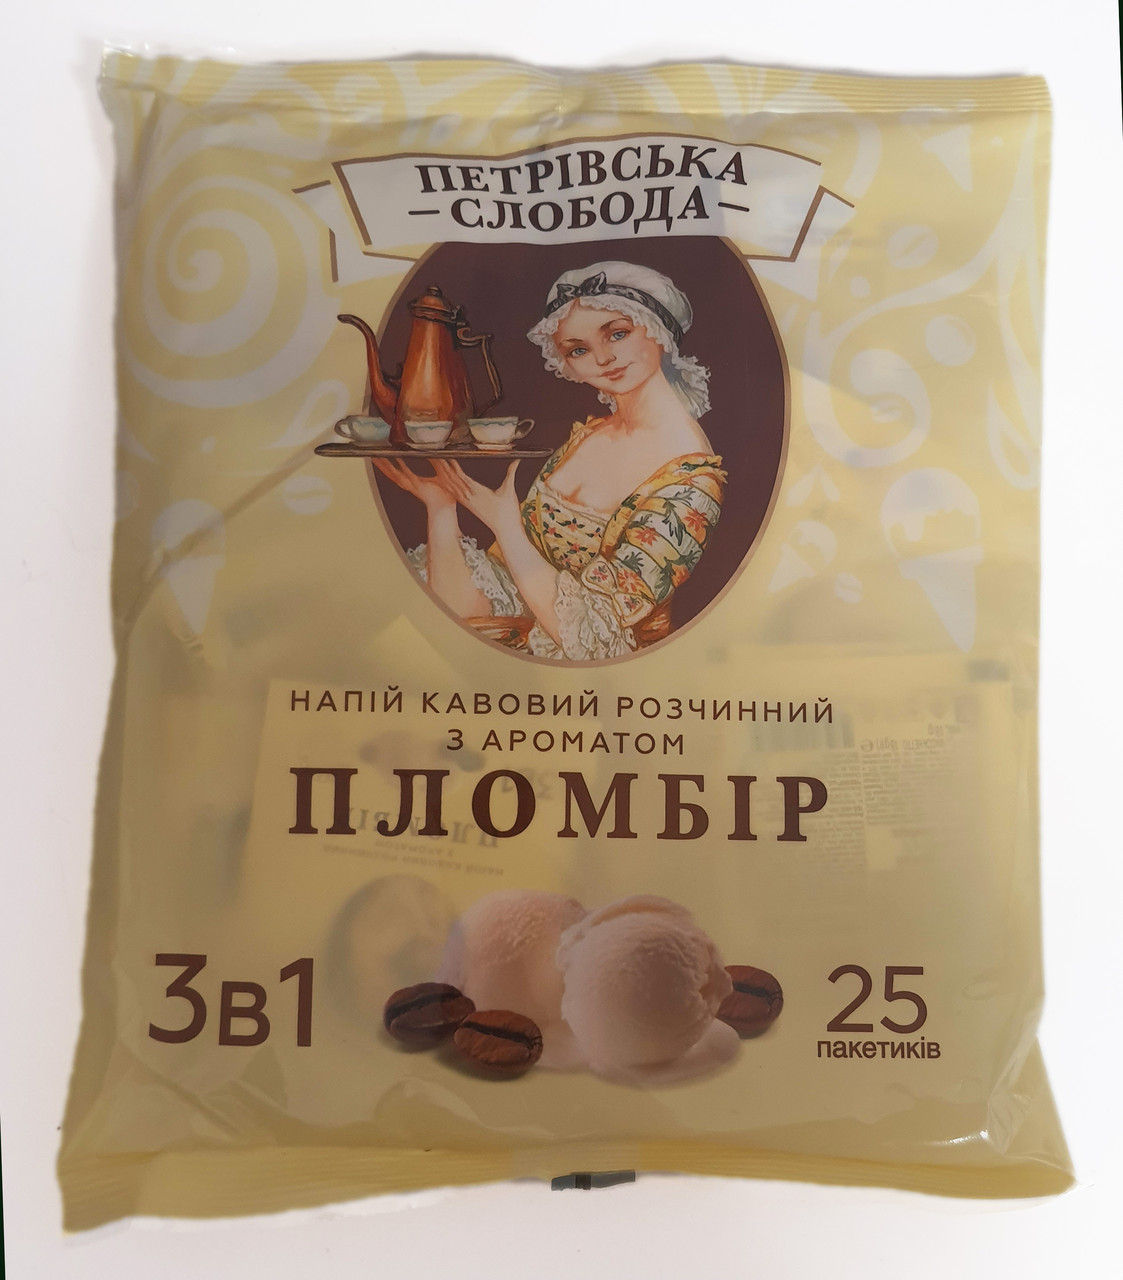 ПЕТРІВСЬКА
СЛОБОДА
НАПІЙ КАВОВИЙ РОЗЧИННИЙ
З АРОМАТОМ
ПЛОМБІР
3в1
25
пакетиків